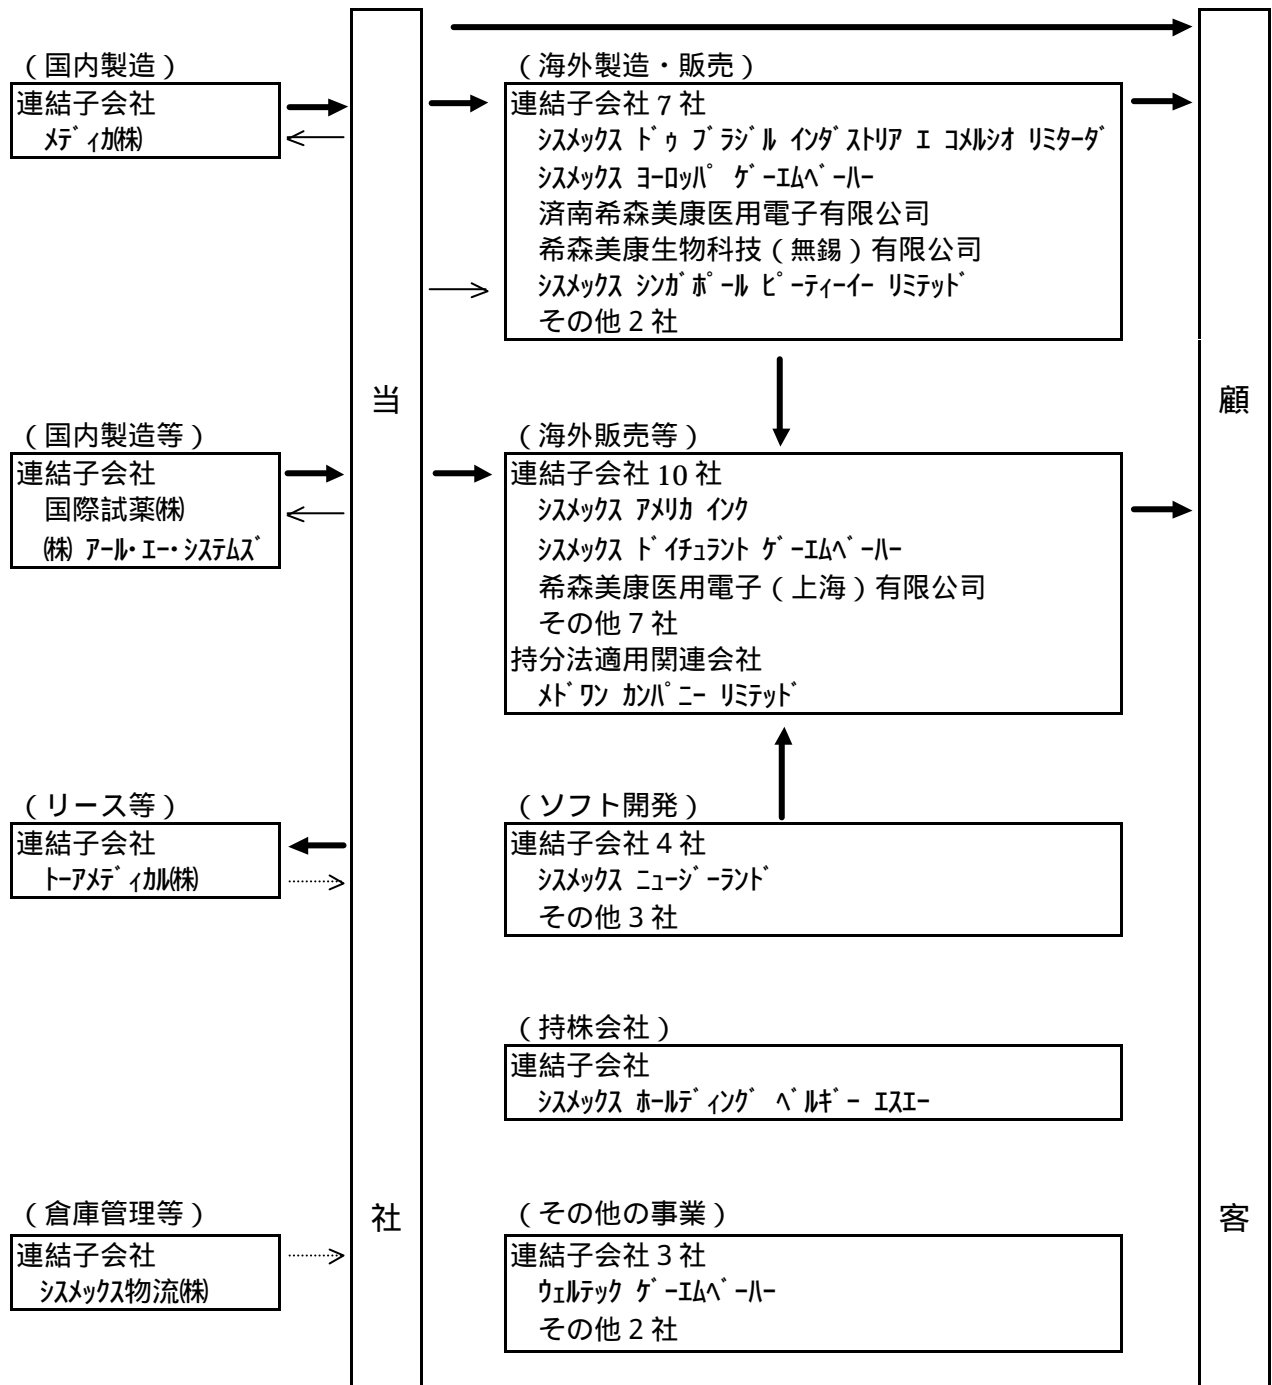 （国内製造）
連結子会社
ﾒﾃﾞｨｶ㈱
（国内製造等）
連結子会社
国際試薬㈱
㈱ ｱｰﾙ･ｴｰ･ｼｽﾃﾑｽﾞ
（リース等）
連結子会社
ﾄｰｱﾒﾃﾞｨｶﾙ㈱
（倉庫管理等）
連結子会社
ｼｽﾒｯｸｽ物流㈱
当
社
（海外製造・販売）
連結子会社 7 社
ｼｽﾒｯｸｽ ﾄﾞｩ ﾌﾞﾗｼﾞﾙ ｲﾝﾀﾞｽﾄﾘｱ ｴ ｺﾒﾙｼｵ ﾘﾐﾀｰﾀﾞ
ｼｽﾒｯｸｽ ﾖｰﾛｯﾊﾟ ｹﾞｰｴﾑﾍﾞｰﾊｰ
済南希森美康医用電子有限公司
希森美康生物科技（無錫）有限公司
ｼｽﾒｯｸｽ ｼﾝｶﾞﾎﾟｰﾙ ﾋﾟｰﾃｨｰｲｰ ﾘﾐﾃｯﾄﾞ
その他２社
（海外販売等）
連結子会社 10 社
ｼｽﾒｯｸｽ ｱﾒﾘｶ ｲﾝｸ
ｼｽﾒｯｸｽ ﾄﾞｲﾁｭﾗﾝﾄ ｹﾞｰｴﾑﾍﾞｰﾊｰ
希森美康医用電子（上海）有限公司
その他７社
持分法適用関連会社
ﾒﾄﾞﾜﾝ ｶﾝﾊﾟﾆｰ ﾘﾐﾃｯﾄﾞ
（ソフト開発）
連結子会社４社
ｼｽﾒｯｸｽ ﾆｭｰｼﾞｰﾗﾝﾄﾞ
その他３社
（持株会社）
連結子会社
ｼｽﾒｯｸｽ ﾎｰﾙﾃﾞｨﾝｸﾞ ﾍﾞﾙｷﾞｰ ｴｽｴｰ
（その他の事業）
連結子会社３社
ｳｪﾙﾃｯｸ ｹﾞｰｴﾑﾍﾞｰﾊｰ
その他２社
顧
客